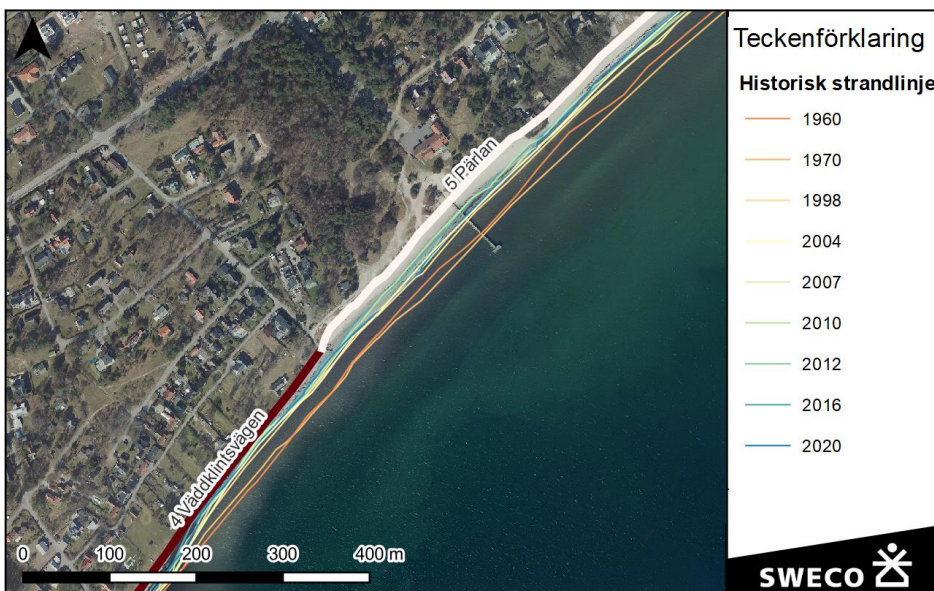 Teckenförklaring
Historisk strandlinje
1960
1970
1998
2004
2007
2010
2012
2016
2020
5 Pärlan
4 Väddklintsvägen
0 100 200 300 400 m
SWECO